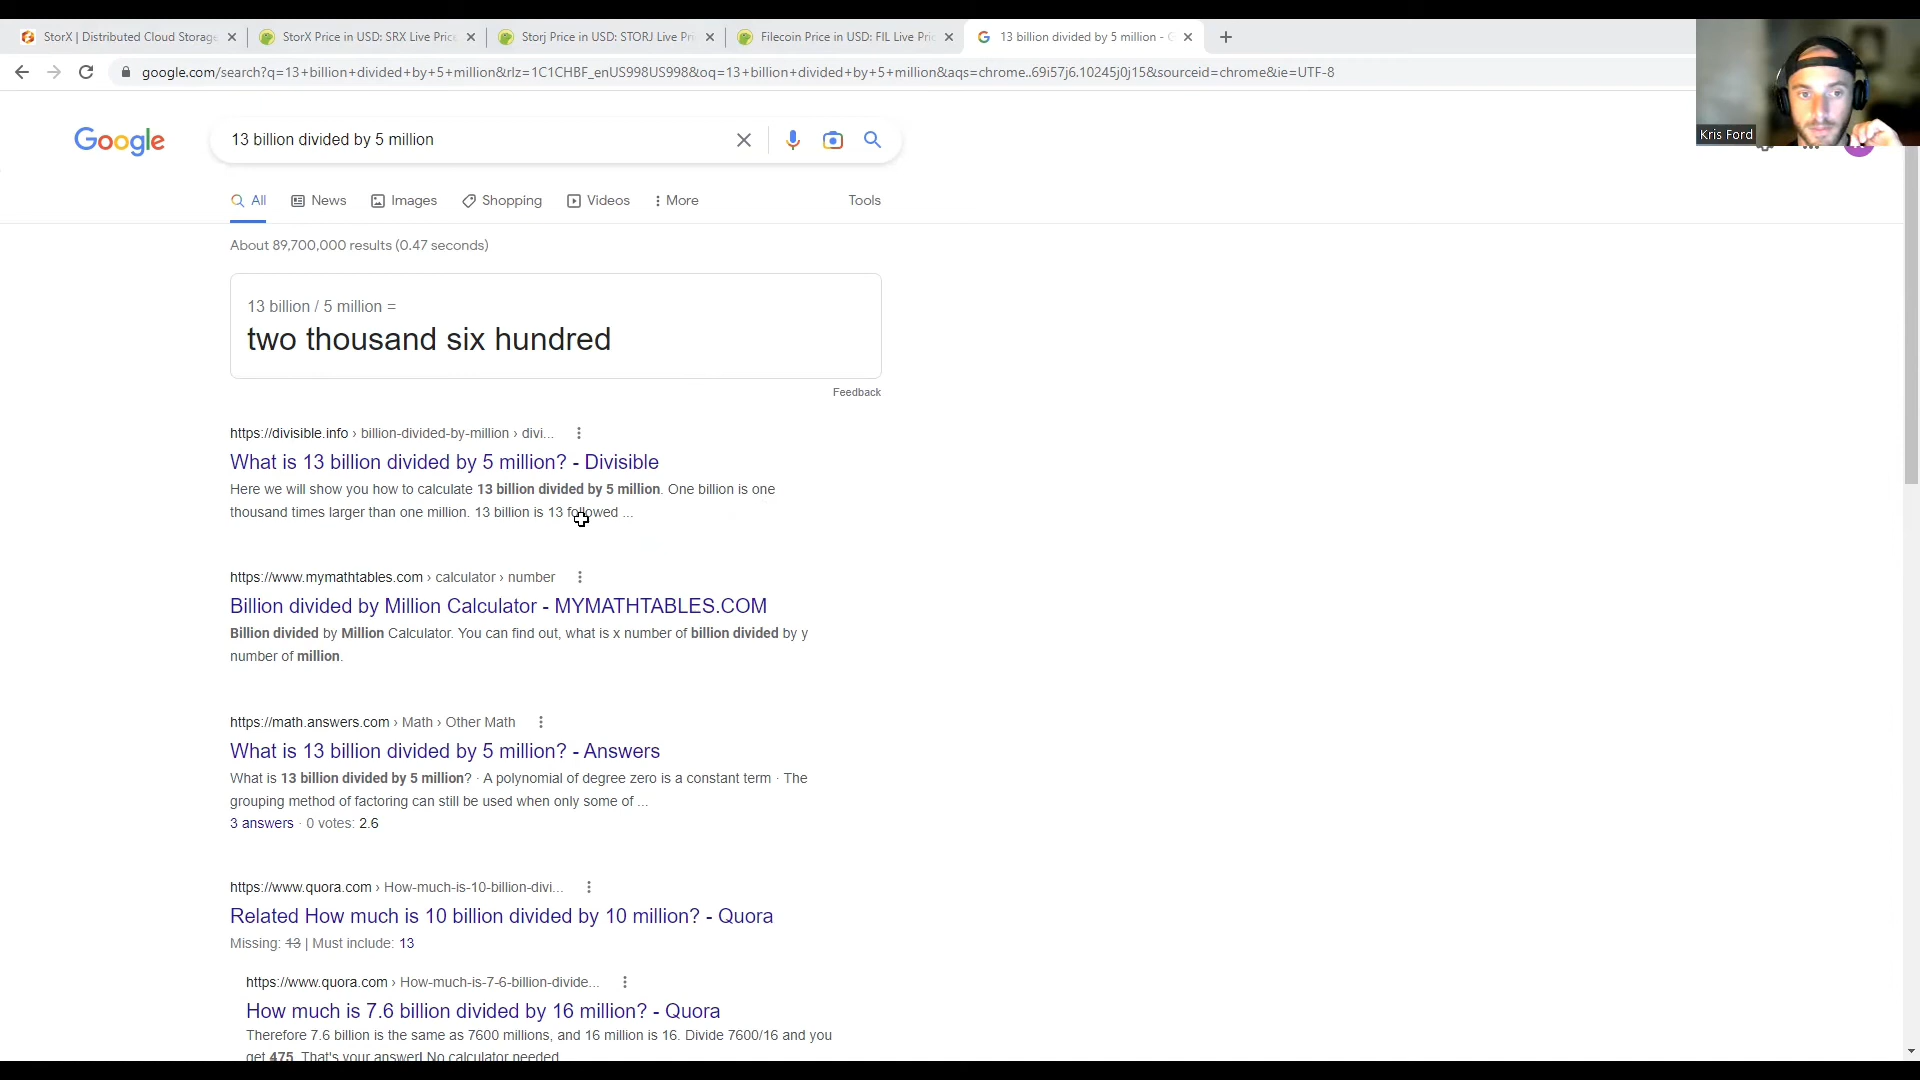 StorX | Distributed Cloud Storage
StorX Price in USD: SRX Live Price
Storj Price in USD: STORJ Live Pri
Filecoin Price in USD: FIL Live Pric
13 billion divided by 5 million - G
google.com/search?q=13+billion+divided+by+5+million&rlz=1C1CHBF_enUS998US998&oq=13+billion+divided+by+5+million&aqs=chrome..69i57j6.10245j0j15&sourceid=chrome&ie=UTF-8
Kris Ford
Google
13 billion divided by 5 million
All
News
Images
Shopping
Videos
More
Tools
About 89,700,000 results (0.47 seconds)
13 billion / 5 million =
two thousand six hundred
Feedback
https://divisible.info › billion-divided-by-million › divi...
What is 13 billion divided by 5 million? - Divisible
Here we will show you how to calculate 13 billion divided by 5 million. One billion is one
thousand times larger than one million. 13 billion is 13 followed ...
https://www.mymathtables.com › calculator › number
Billion divided by Million Calculator - MYMATHTABLES.COM
Billion divided by Million Calculator. You can find out, what is x number of billion divided by y
number of million.
https://math.answers.com › Math › Other Math
What is 13 billion divided by 5 million? - Answers
What is 13 billion divided by 5 million? · A polynomial of degree zero is a constant term · The
grouping method of factoring can still be used when only some of ...
3 answers · 0 votes: 2.6
https://www.quora.com › How-much-is-10-billion-divi...
Related How much is 10 billion divided by 10 million? - Quora
Missing: 13 | Must include: 13
https://www.quora.com › How-much-is-7-6-billion-divide...
How much is 7.6 billion divided by 16 million? - Quora
Therefore 7.6 billion is the same as 7600 millions, and 16 million is 16. Divide 7600/16 and you
get 475. That's your answer! No calculator needed